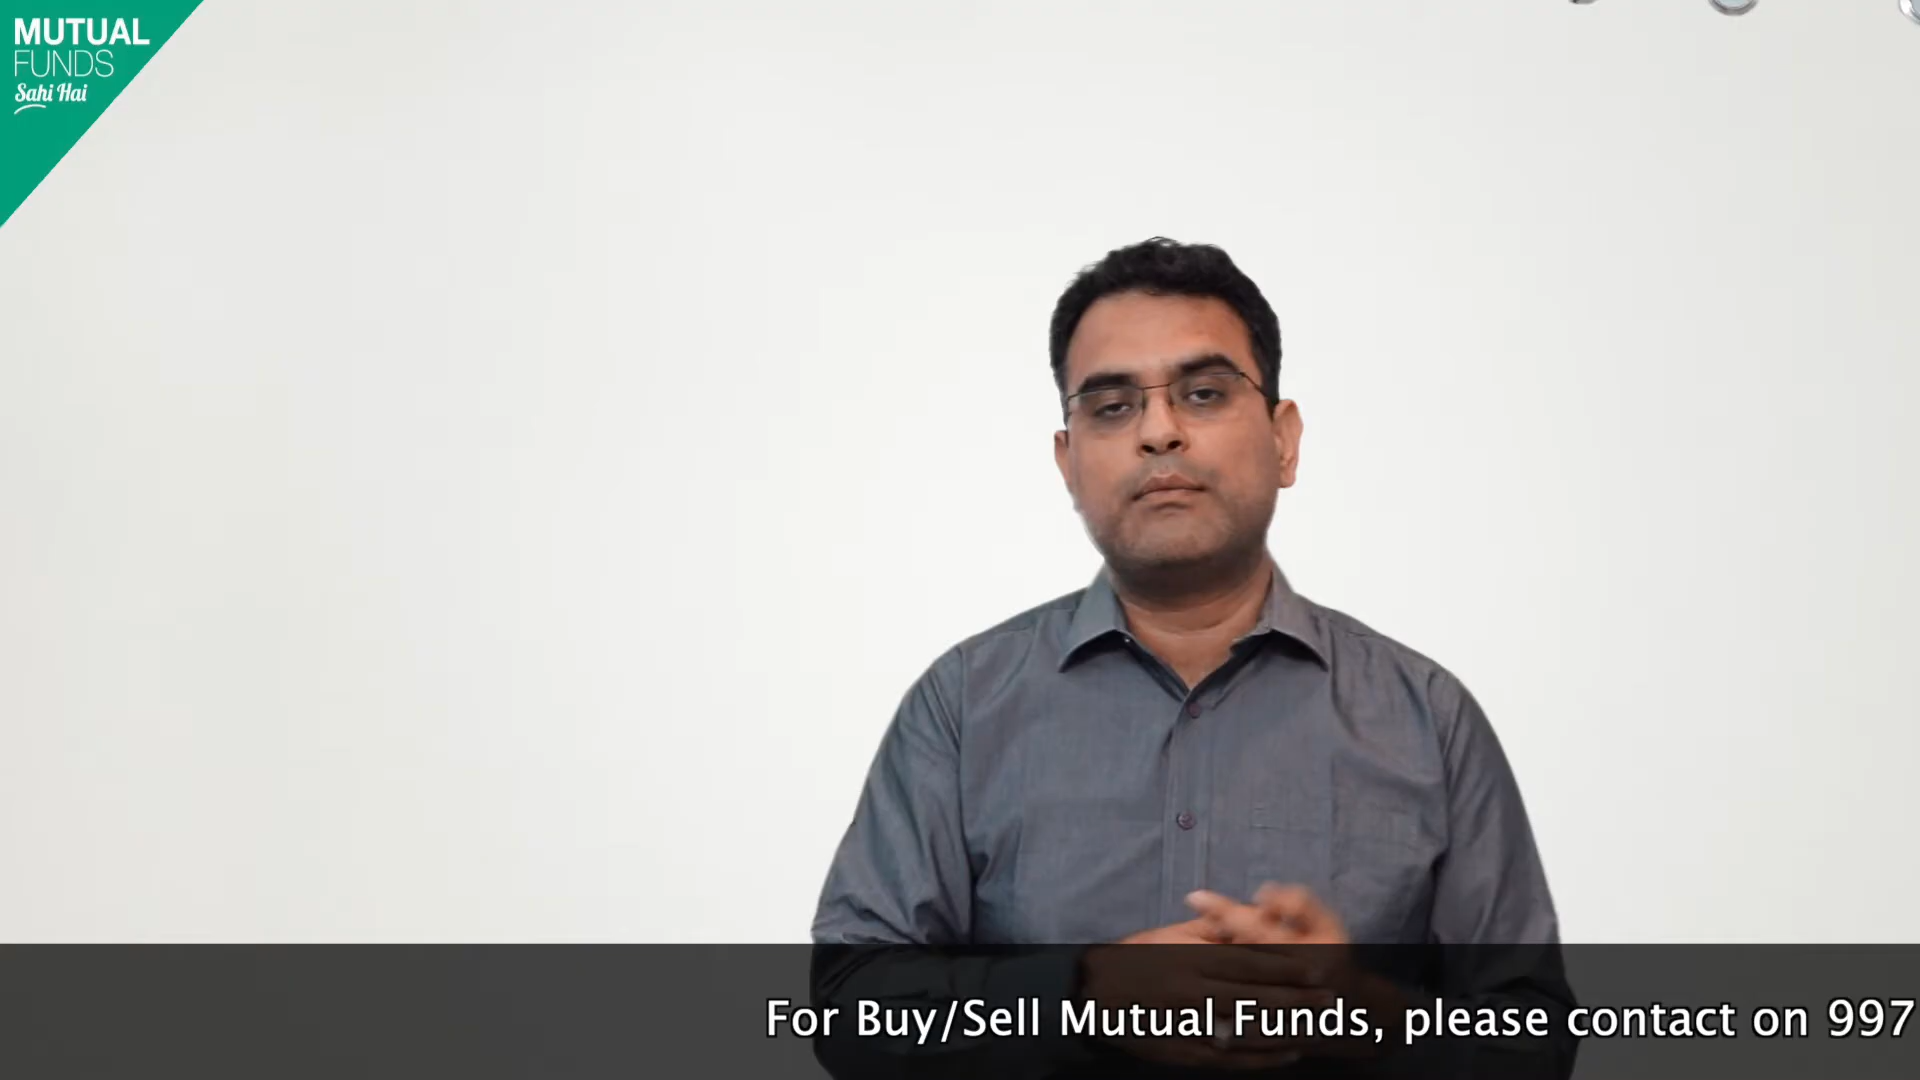 MUTUAL
FUNDS
Sahi Hai
For Buy/Sell Mutual Funds, please contact on 997